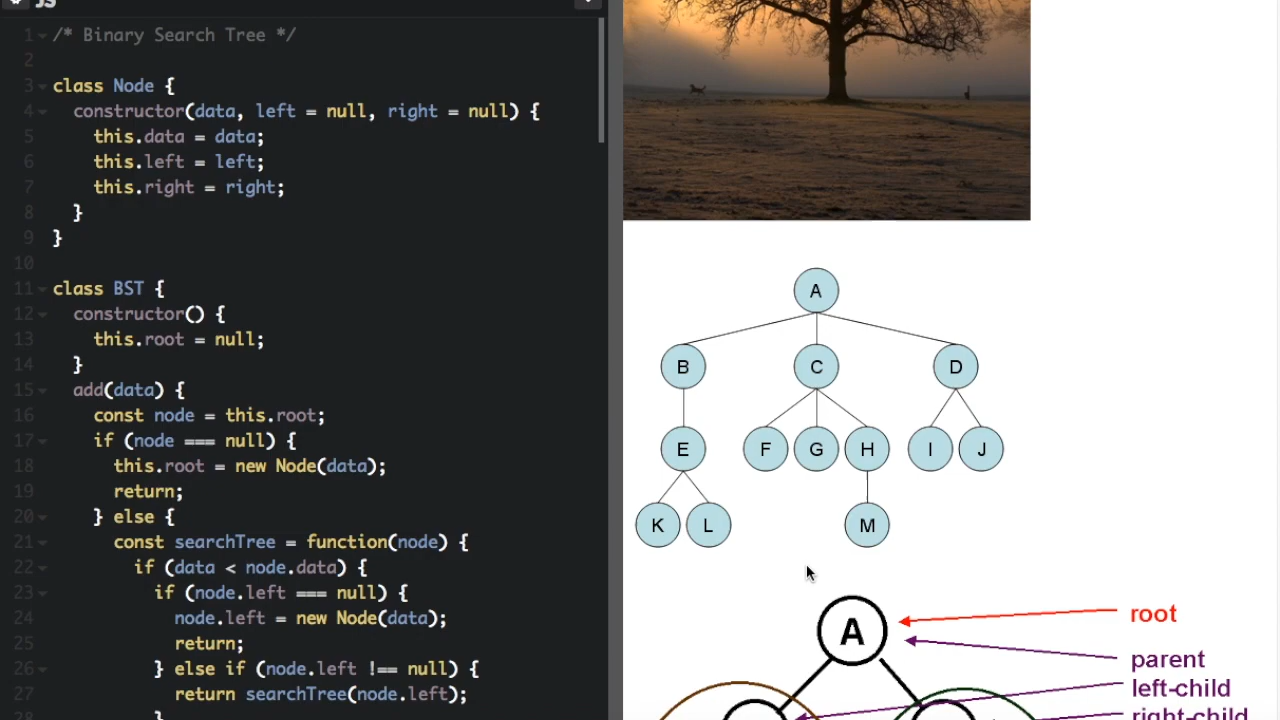 JS
1 /* Binary Search Tree */
2
3 class Node {
4 constructor(data, left = null, right = null) {
5 this.data = data;
6 this.left = left;
7 this.right = right;
8 }
9 }
10
11 class BST {
12 constructor() {
13 this.root = null;
14 }
15 add(data) {
16 const node = this.root;
17 if (node === null) {
18 this.root = new Node(data);
19 return;
20 } else {
21 const searchTree = function(node) {
22 if (data < node.data) {
23 if (node.left === null) {
24 node.left = new Node(data);
25 return;
26 } else if (node.left !== null) {
27 return searchTree(node.left);
28 }
A
B C D
E F G H I J
K L M
A
root
parent
left-child
right-child